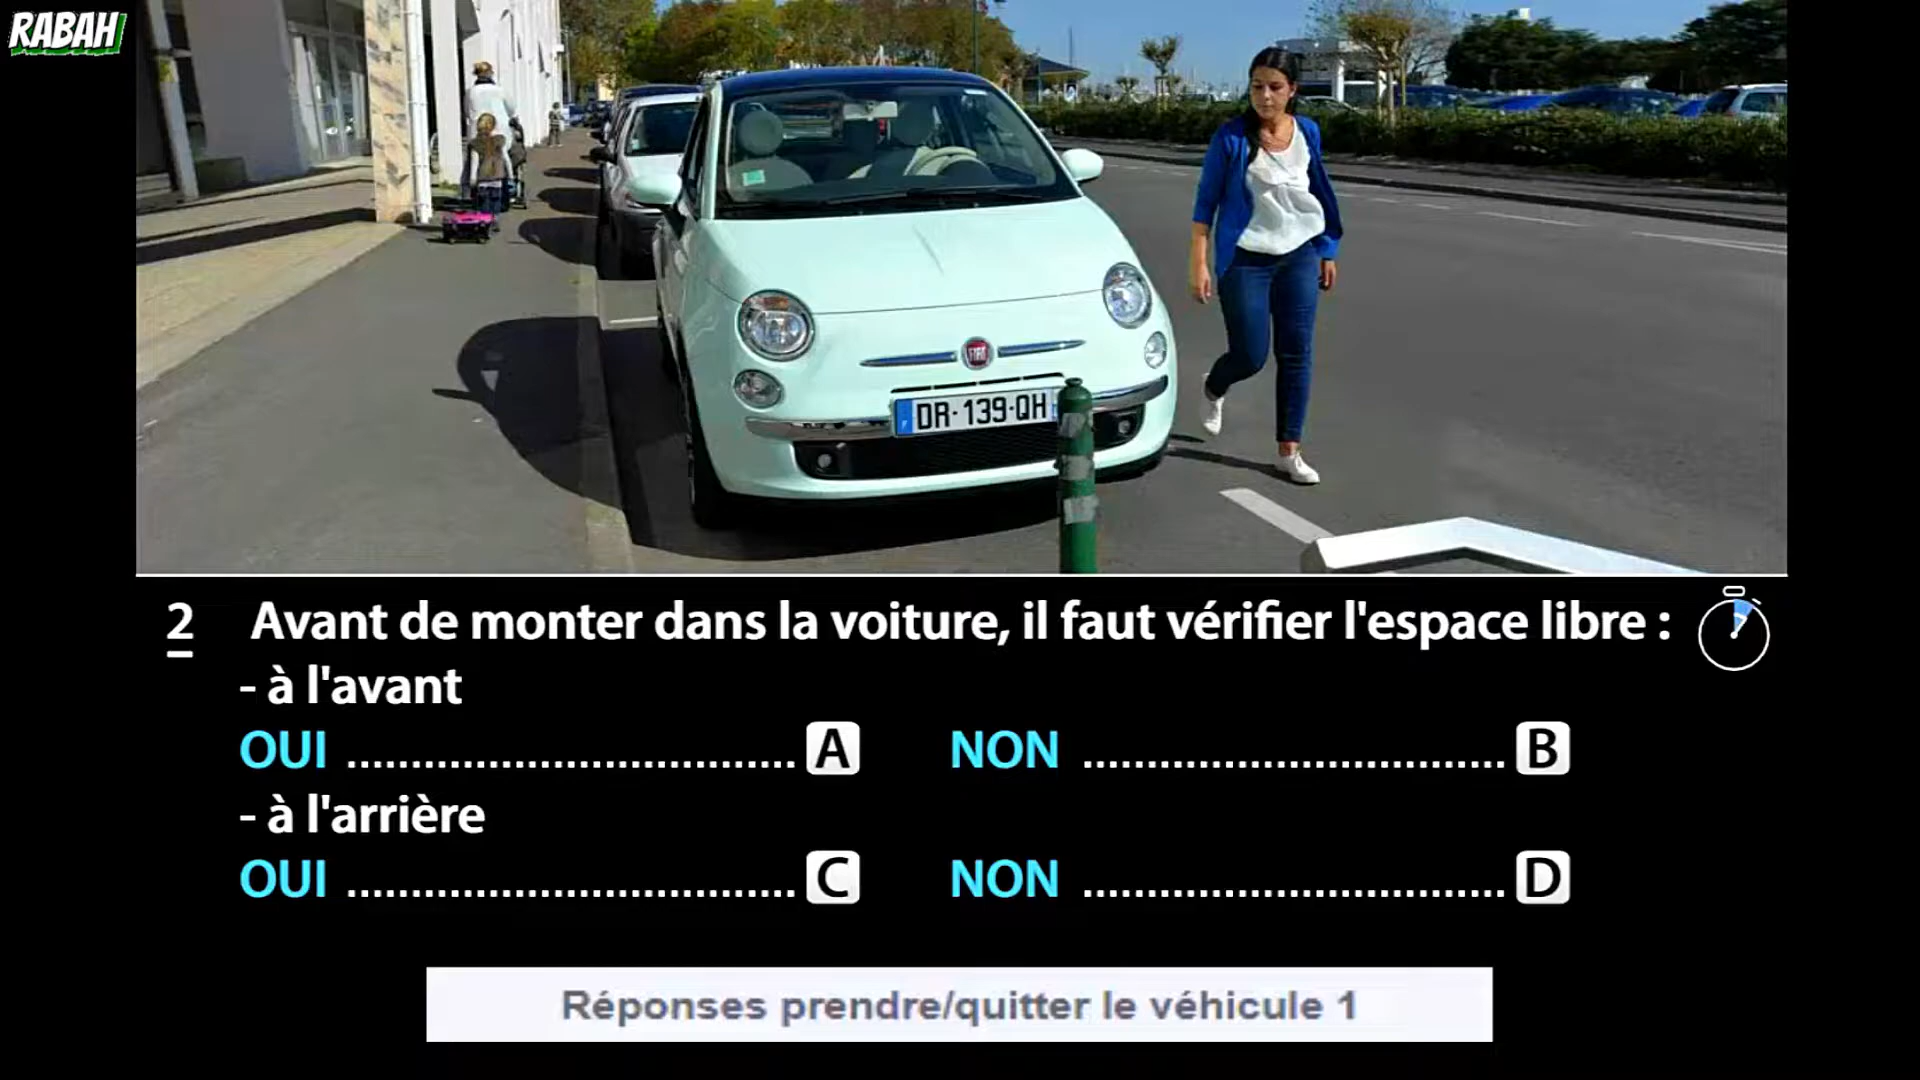 RABAH
FIAT
DR-139-QH
F
2 Avant de monter dans la voiture, il faut vérifier l'espace libre :
- à l'avant
OUI .................................. A NON ................................ B
- à l'arrière
OUI .................................. C NON ................................ D
Réponses prendre/quitter le véhicule 1